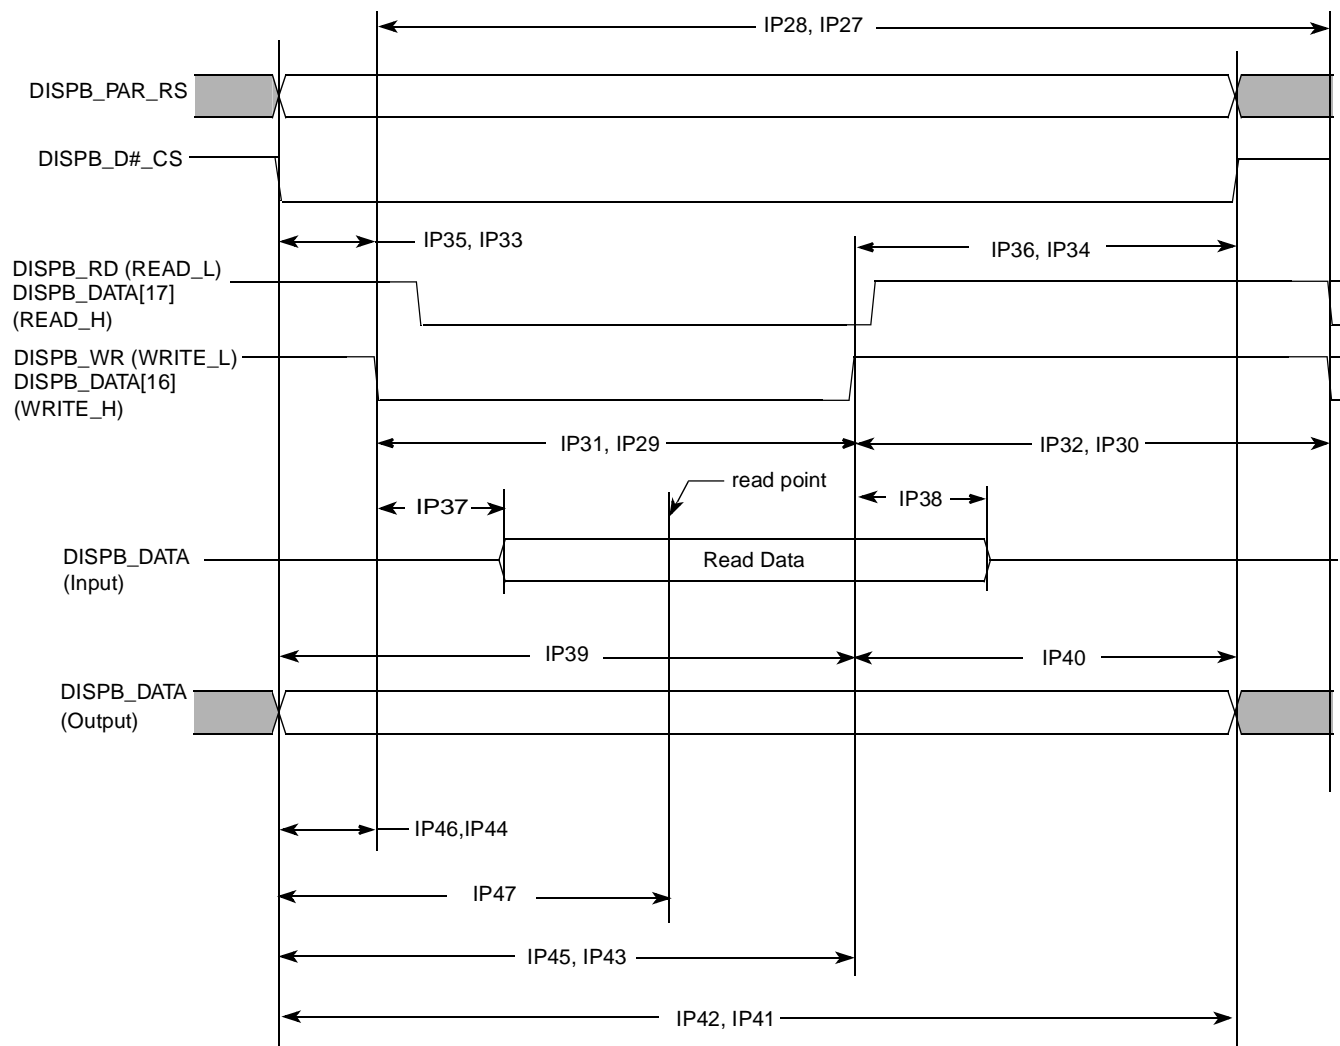 IP28, IP27
DISPB_PAR_RS
DISPB_D#_CS
IP35, IP33
IP36, IP34
DISPB_RD (READ_L)
DISPB_DATA[17]
(READ_H)
DISPB_WR (WRITE_L)
DISPB_DATA[16]
(WRITE_H)
IP31, IP29
IP32, IP30
read point
IP37
IP38
DISPB_DATA
(Input)
Read Data
IP39
IP40
DISPB_DATA
(Output)
IP46,IP44
IP47
IP45, IP43
IP42, IP41